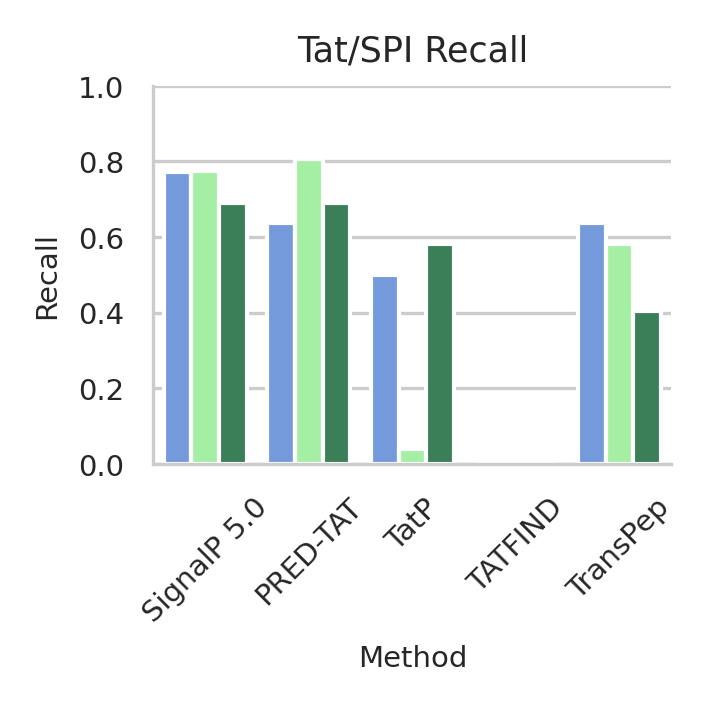 Tat/SPI Recall
1.0
0.8
0.6
0.4
0.2
0.0
Recall
SignalP 5.0
PRED-TAT
TatP
TATFIND
TransPep
Method